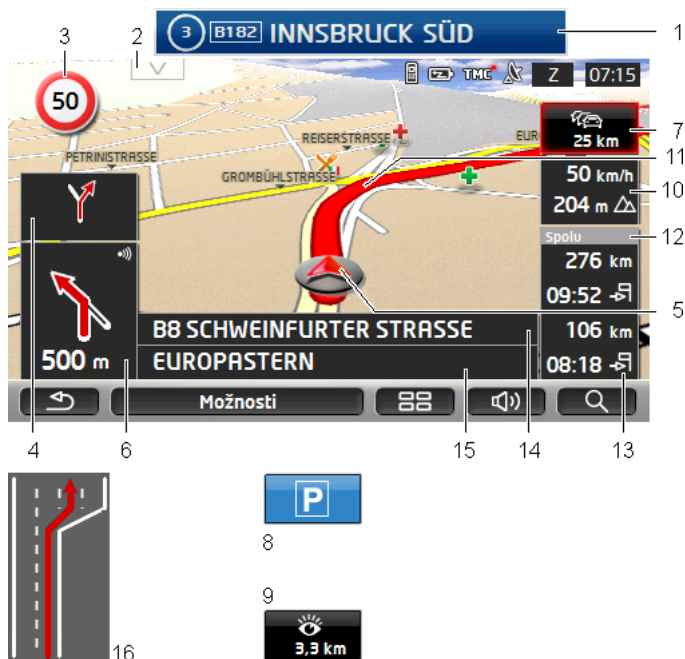 3 B182 INNSBRUCK SÜD
1
3
2
50
TMC Z 07:15
7
25 km
REISERSTRASSE
EUR
11
PETRINISTRASSE
GROMBÜHLSTRASSE
50 km/h
10
204 m
Spolu
12
276 km
09:52
5
B8 SCHWEINFURTER STRASSE
106 km
500 m
EUROPASTERN
08:18
Možnosti
4
6
15
14
13
P
8
9
3,3 km
16